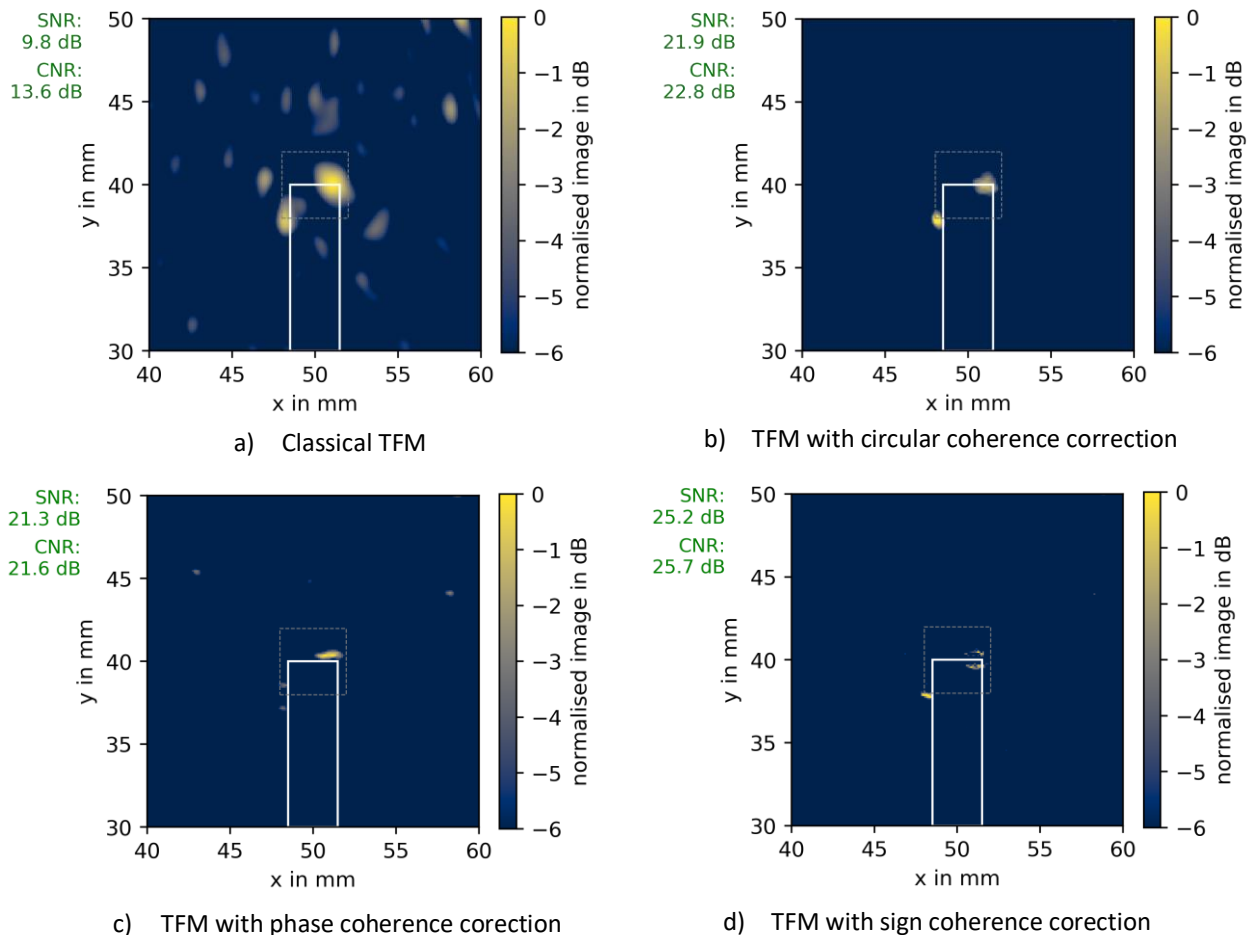 SNR:
9.8 dB
CNR:
13.6 dB
50
45
40
35
30
y in mm
40
45
50
55
60
x in mm
0
−1
−2
−3
−4
−5
−6
normalised image in dB
a) Classical TFM
SNR:
21.9 dB
CNR:
22.8 dB
50
45
40
35
30
y in mm
40
45
50
55
60
x in mm
0
−1
−2
−3
−4
−5
−6
normalised image in dB
b) TFM with circular coherence correction
SNR:
21.3 dB
CNR:
21.6 dB
50
45
40
35
30
y in mm
40
45
50
55
60
x in mm
0
−1
−2
−3
−4
−5
−6
normalised image in dB
c) TFM with phase coherence corection
SNR:
25.2 dB
CNR:
25.7 dB
50
45
40
35
30
y in mm
40
45
50
55
60
x in mm
0
−1
−2
−3
−4
−5
−6
normalised image in dB
d) TFM with sign coherence corection